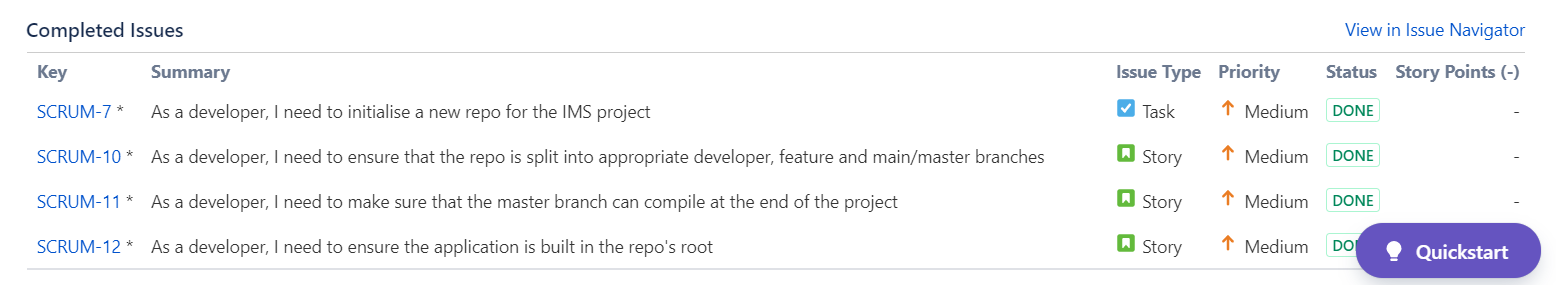 Completed Issues View in Issue Navigator
Key Summary Issue Type Priority Status Story Points (-)
SCRUM-7 * As a developer, I need to initialise a new repo for the IMS project Task Medium DONE -
SCRUM-10 * As a developer, I need to ensure that the repo is split into appropriate developer, feature and main/master branches Story Medium DONE -
SCRUM-11 * As a developer, I need to make sure that the master branch can compile at the end of the project Story Medium DONE -
SCRUM-12 * As a developer, I need to ensure the application is built in the repo's root Story Medium
Quickstart